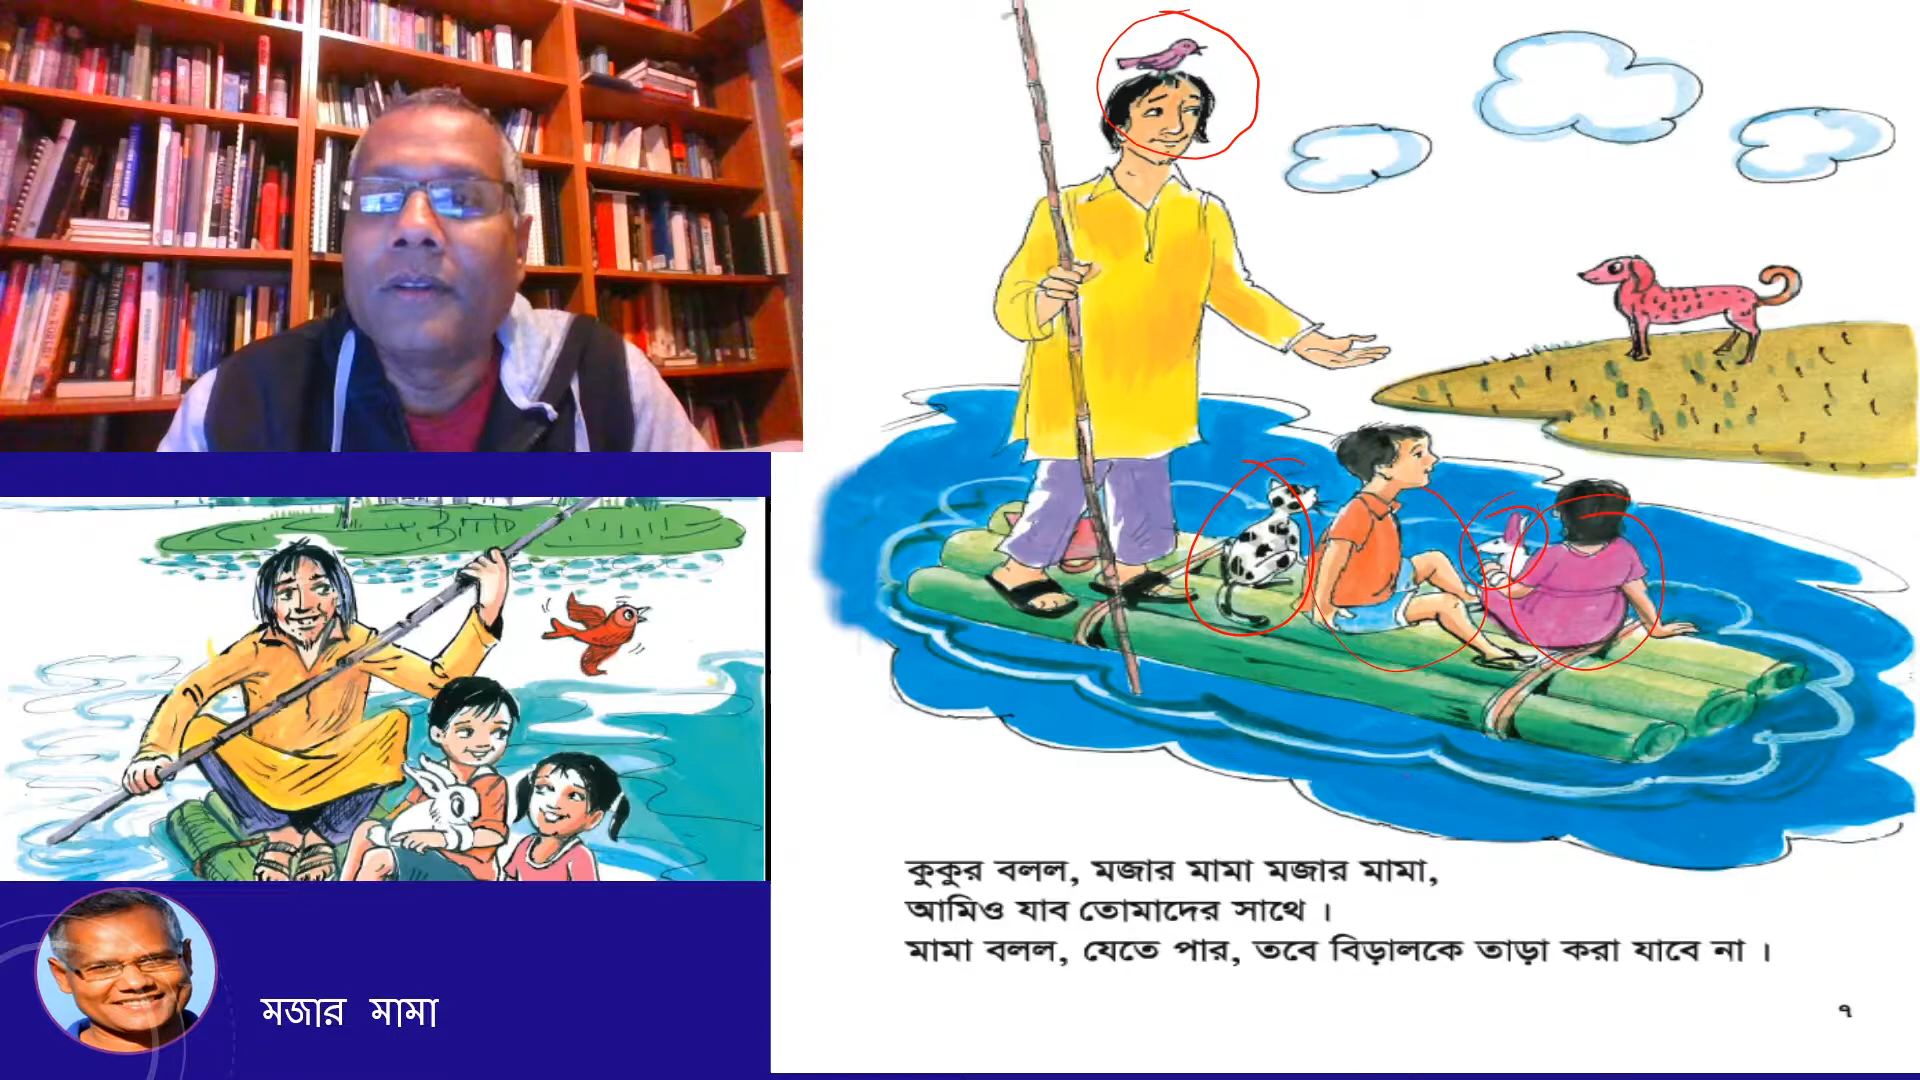 কুকুর বলল, মজার মামা মজার মামা,
আমিও যাব তোমাদের সাথে ।
মামা বলল, যেতে পার, তবে বিড়ালকে তাড়া করা যাবে না ।
৭
মজার মামা